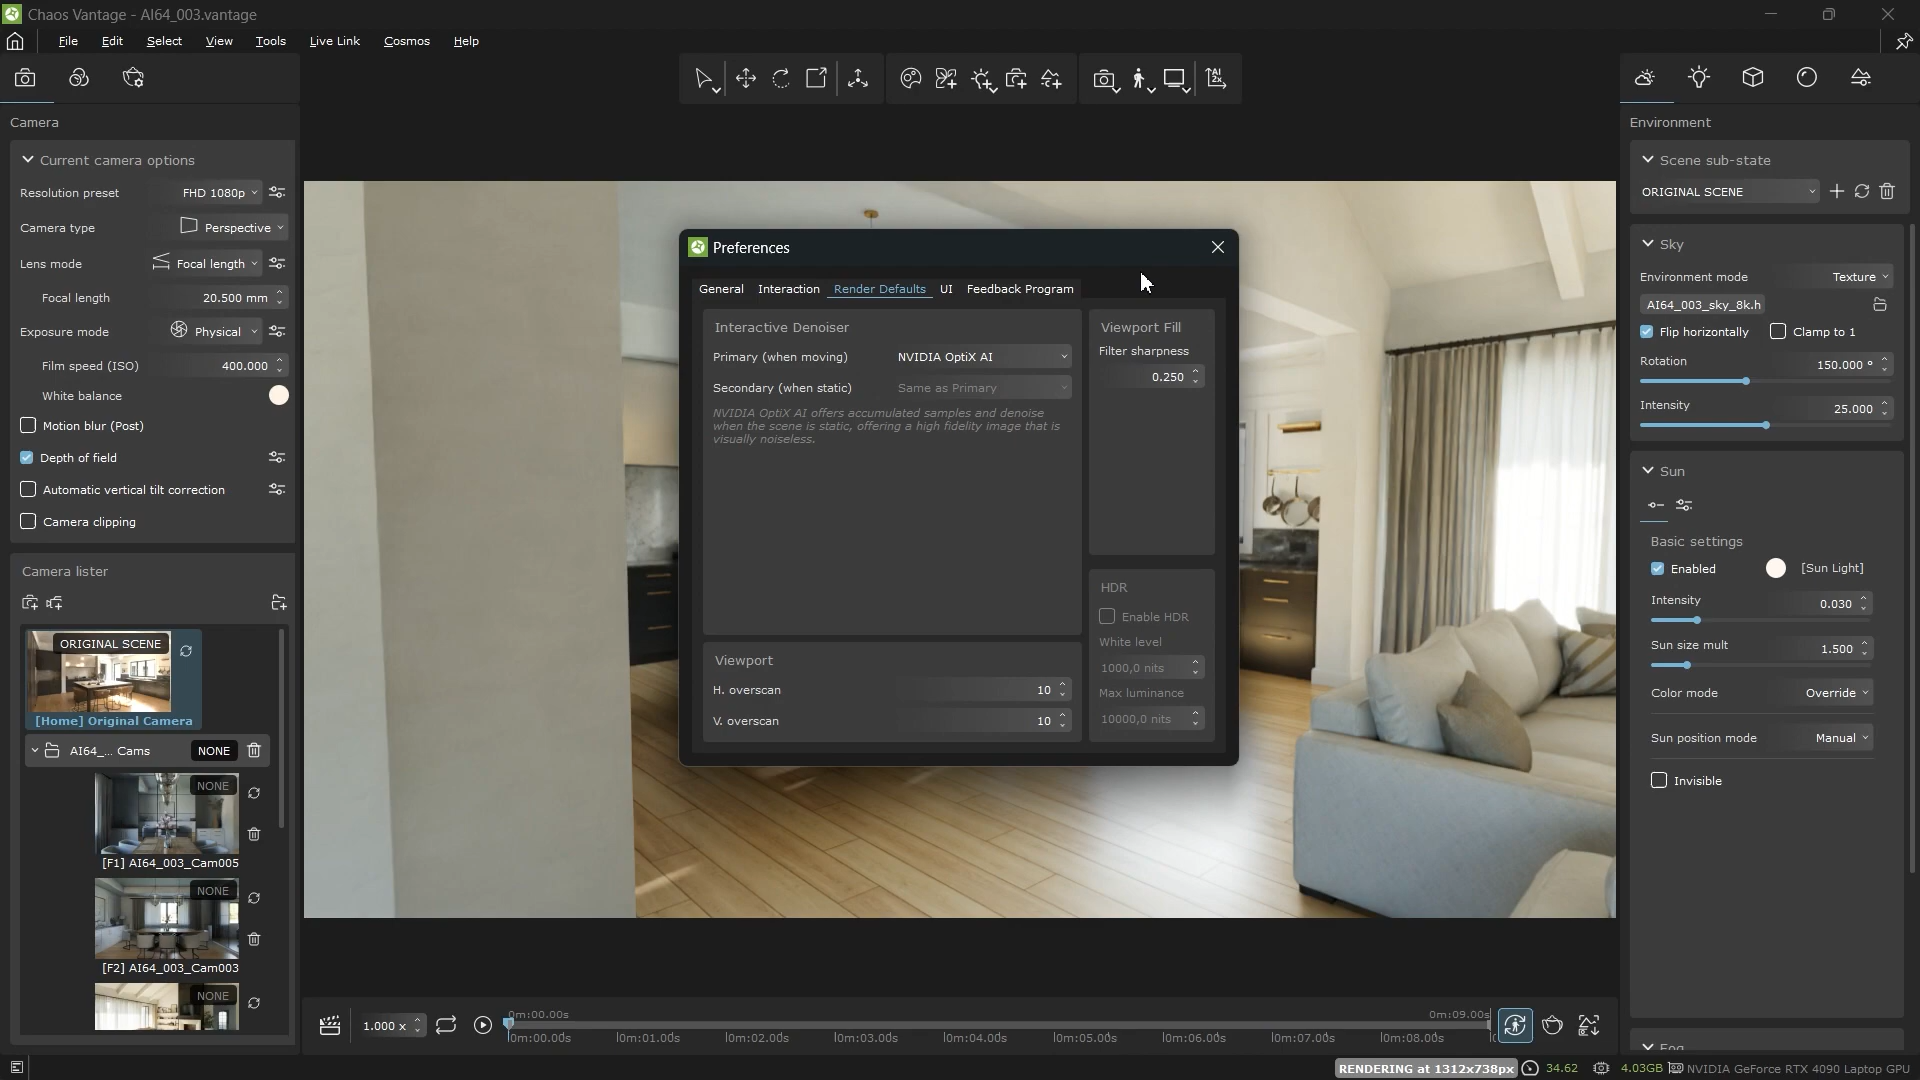 Chaos Vantage - AI64_003.vantage
File Edit Select View Tools Live Link Cosmos Help
AI
2x
Camera
Current camera options
Resolution preset FHD 1080p
Camera type Perspective
Lens mode Focal length
Focal length 20.500 mm
Exposure mode Physical
Film speed (ISO) 400.000
White balance
Motion blur (Post)
Depth of field
Automatic vertical tilt correction
Camera clipping
Camera lister
ORIGINAL SCENE
[Home] Original Camera
AI64_... Cams NONE
NONE
[F1] AI64_003_Cam005
NONE
[F2] AI64_003_Cam003
NONE
Preferences
General Interaction Render Defaults UI Feedback Program
Interactive Denoiser
Primary (when moving) NVIDIA OptiX AI
Secondary (when static) Same as Primary
NVIDIA OptiX AI offers accumulated samples and denoise
when the scene is static, offering a high fidelity image that is
visually noiseless.
Viewport
H. overscan 10
V. overscan 10
Viewport Fill
Filter sharpness
0.250
HDR
Enable HDR
White level
1000,0 nits
Max luminance
10000,0 nits
Environment
Scene sub-state
ORIGINAL SCENE
Sky
Environment mode Texture
AI64_003_sky_8k.h
Flip horizontally Clamp to 1
Rotation 150.000 °
Intensity 25.000
Sun
Basic settings
Enabled [Sun Light]
Intensity 0.030
Sun size mult 1.500
Color mode Override
Sun position mode Manual
Invisible
Fog
1.000 x
0m:00.00s 0m:09.00s
0m:00.00s 0m:01.00s 0m:02.00s 0m:03.00s 0m:04.00s 0m:05.00s 0m:06.00s 0m:07.00s 0m:08.00s
RENDERING at 1312x738px 34.62 4.03GB NVIDIA GeForce RTX 4090 Laptop GPU